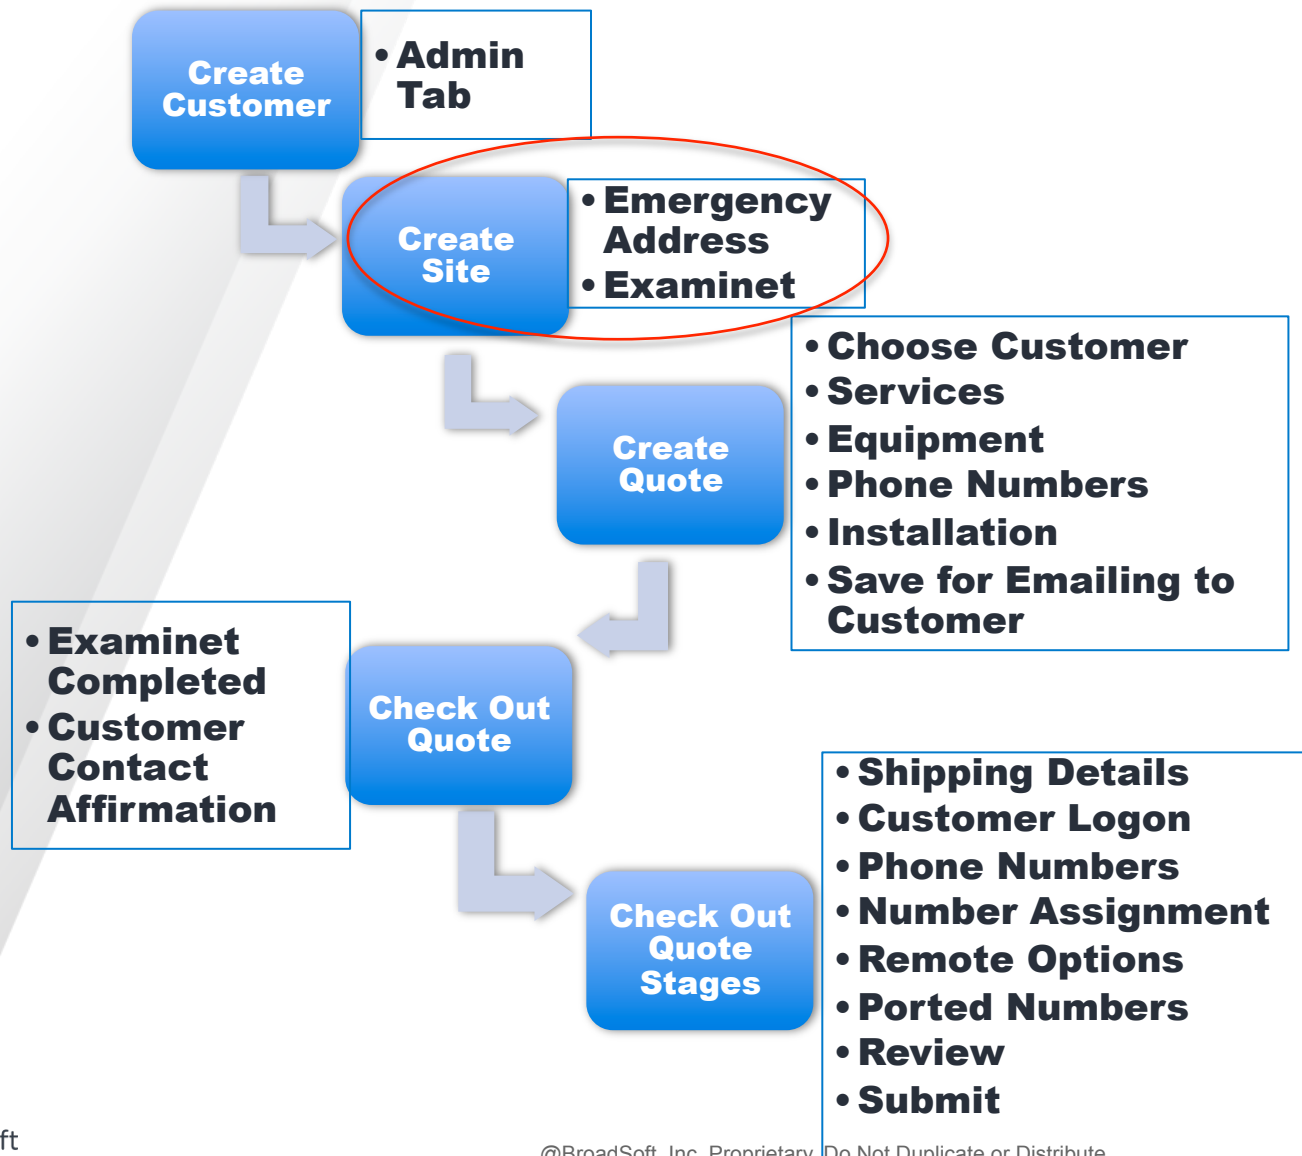 Create
Customer
• Admin
Tab
Create
Site
• Emergency
Address
• Examinet
Create
Quote
• Choose Customer
• Services
• Equipment
• Phone Numbers
• Installation
• Save for Emailing to
Customer
• Examinet
Completed
• Customer
Contact
Affirmation
Check Out
Quote
Check Out
Quote
Stages
• Shipping Details
• Customer Logon
• Phone Numbers
• Number Assignment
• Remote Options
• Ported Numbers
• Review
• Submit
ft
@BroadSoft, Inc. Proprietary. Do Not Duplicate or Distribute